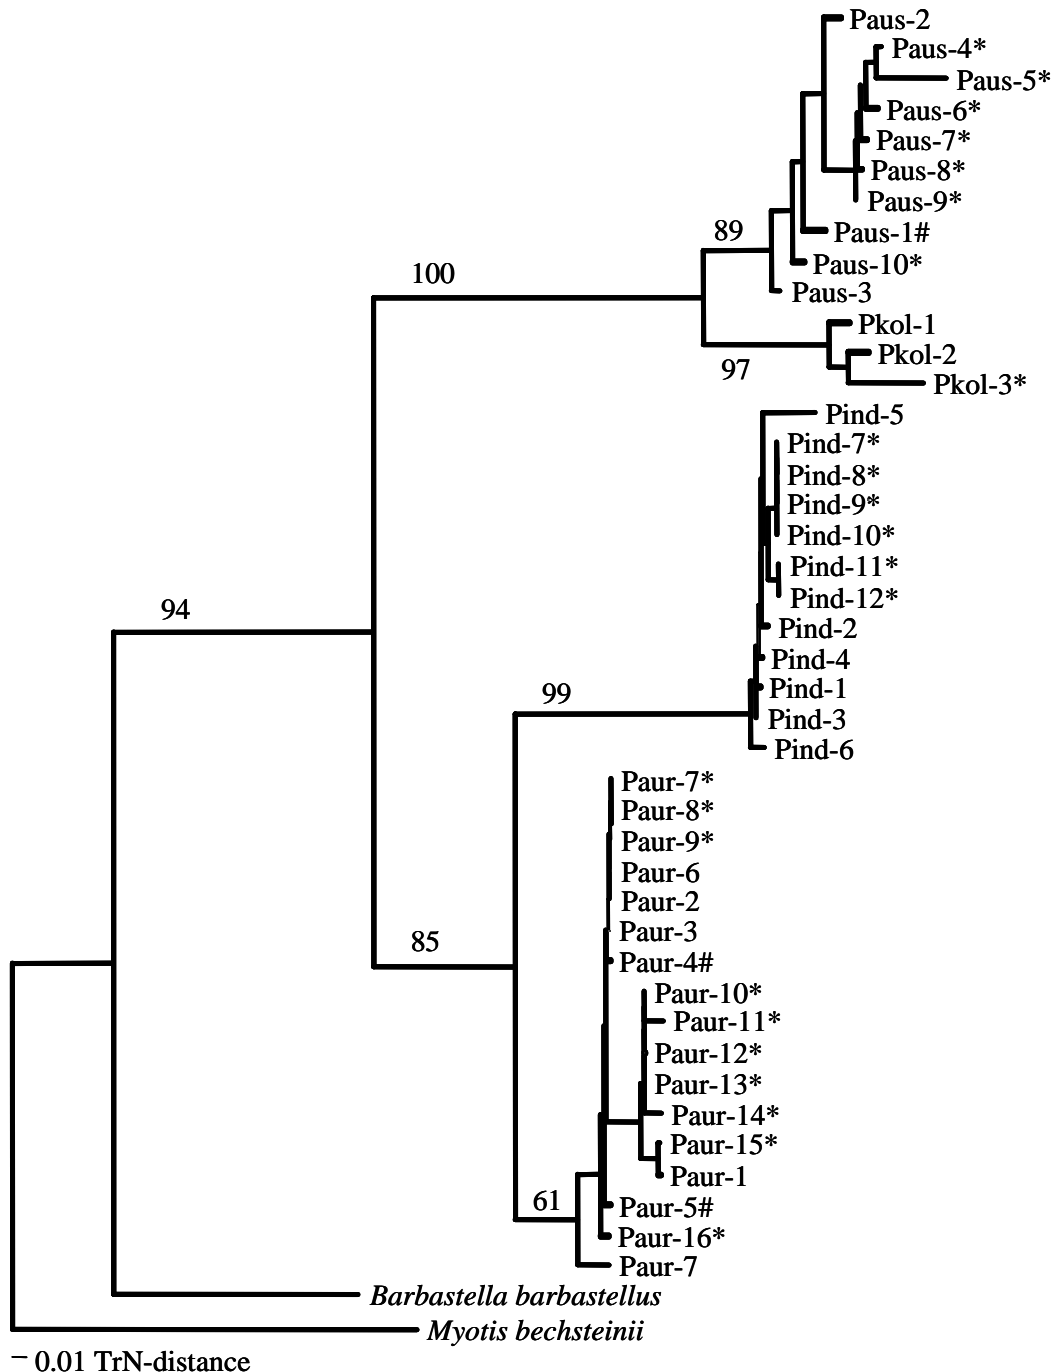 Paus-2
Paus-4*
Paus-5*
Paus-6*
Paus-7*
Paus-8*
Paus-9*
89
Paus-1#
Paus-10*
100
Paus-3
Pkol-1
Pkol-2
97
Pkol-3*
Pind-5
Pind-7*
Pind-8*
Pind-9*
Pind-10*
Pind-11*
Pind-12*
94
Pind-2
Pind-4
Pind-1
99
Pind-3
Pind-6
Paur-7*
Paur-8*
Paur-9*
Paur-6
Paur-2
Paur-3
85
Paur-4#
Paur-10*
Paur-11*
Paur-12*
Paur-13*
Paur-14*
Paur-15*
Paur-1
61
Paur-5#
Paur-16*
Paur-7
Barbastella barbastellus
Myotis bechsteinii
0.01 TrN-distance